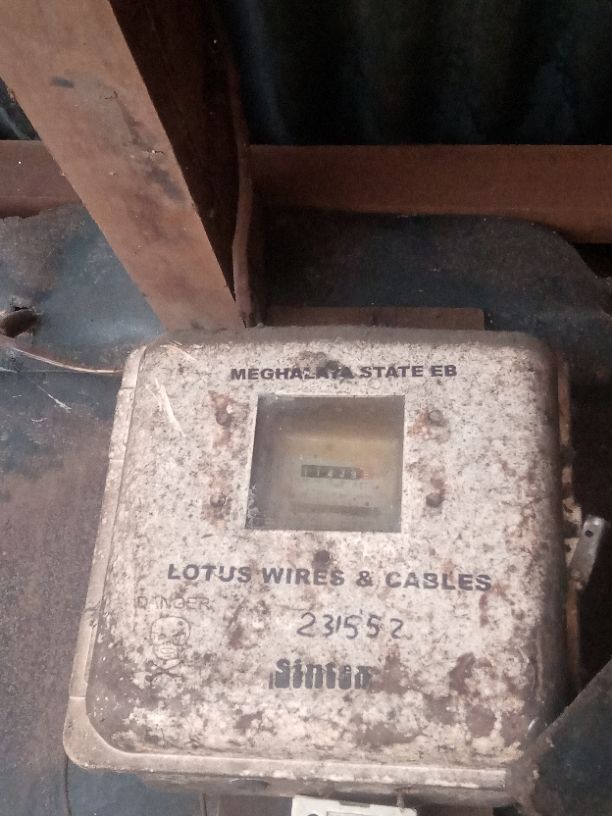 MEGHALAYA STATE EB
LOTUS WIRES & CABLES
DANGER
231552
Sintex